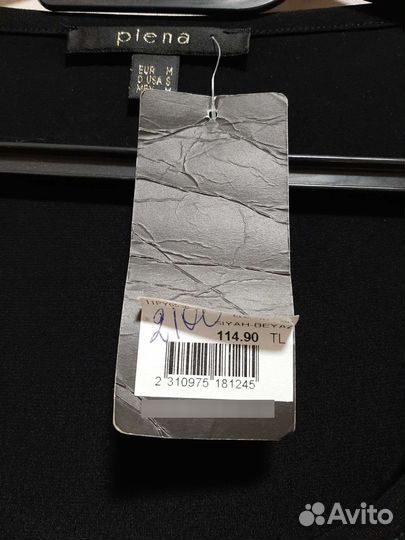 plena
EUR M
D USA S
MEX M
2100
SIYAH-BEYAZ
114.90 TL
2 310975 181245
Avito